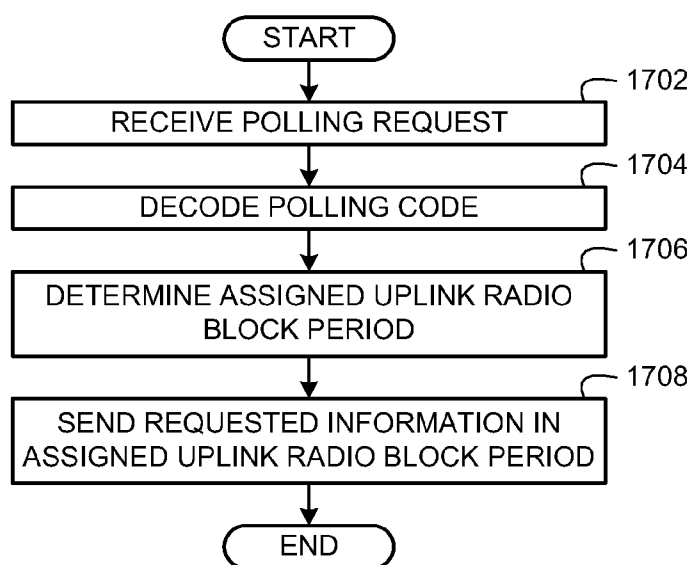 START
1702
RECEIVE POLLING REQUEST
1704
DECODE POLLING CODE
1706
DETERMINE ASSIGNED UPLINK RADIO
BLOCK PERIOD
1708
SEND REQUESTED INFORMATION IN
ASSIGNED UPLINK RADIO BLOCK PERIOD
END